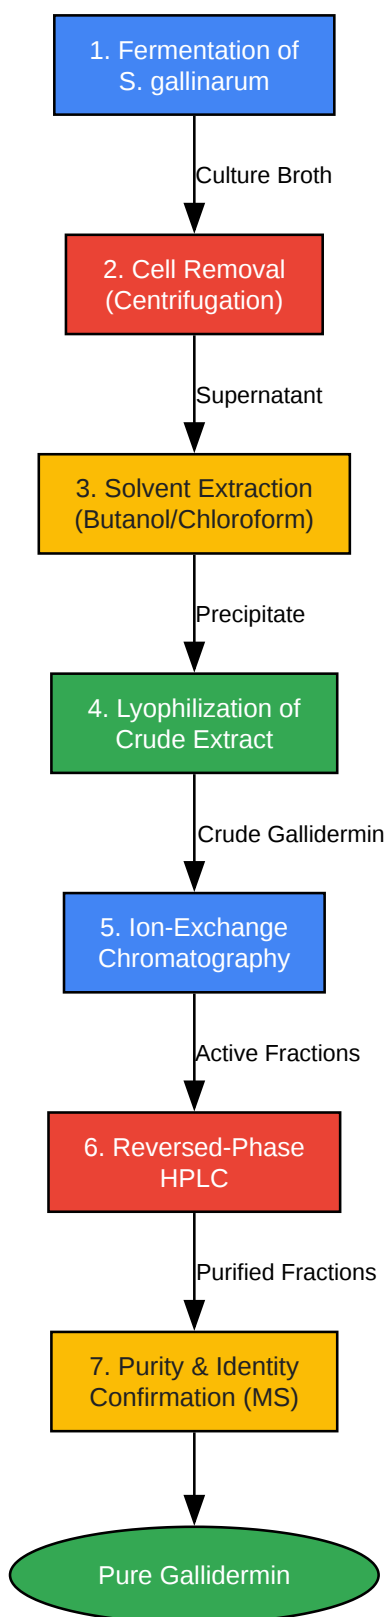 1. Fermentation of
S. gallinarum
Culture Broth
2. Cell Removal
(Centrifugation)
Supernatant
3. Solvent Extraction
(Butanol/Chloroform)
Precipitate
4. Lyophilization of
Crude Extract
Crude Gallidermin
5. Ion-Exchange
Chromatography
Active Fractions
6. Reversed-Phase
HPLC
Purified Fractions
7. Purity & Identity
Confirmation (MS)
Pure Gallidermin